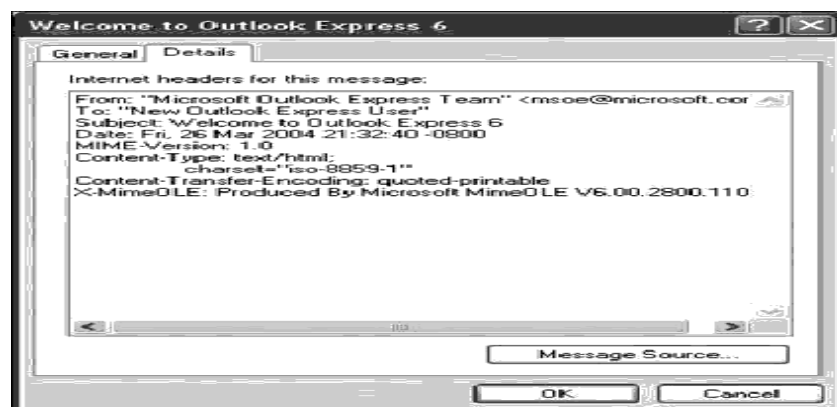 Welcome to Outlook Express 6
General Details
Internet headers for this message:
From: "Microsoft Outlook Express Team" <msoe@microsoft.cor
To: "New Outlook Express User"
Subject: Welcome to Outlook Express 6
Date: Fri, 26 Mar 2004 21:32:40 -0800
MIME-Version: 1.0
Content-Type: text/html;
charset="iso-8859-1"
Content-Transfer-Encoding: quoted-printable
X-MimeOLE: Produced By Microsoft MimeOLE V6.00.2800.110
Message Source...
OK Cancel